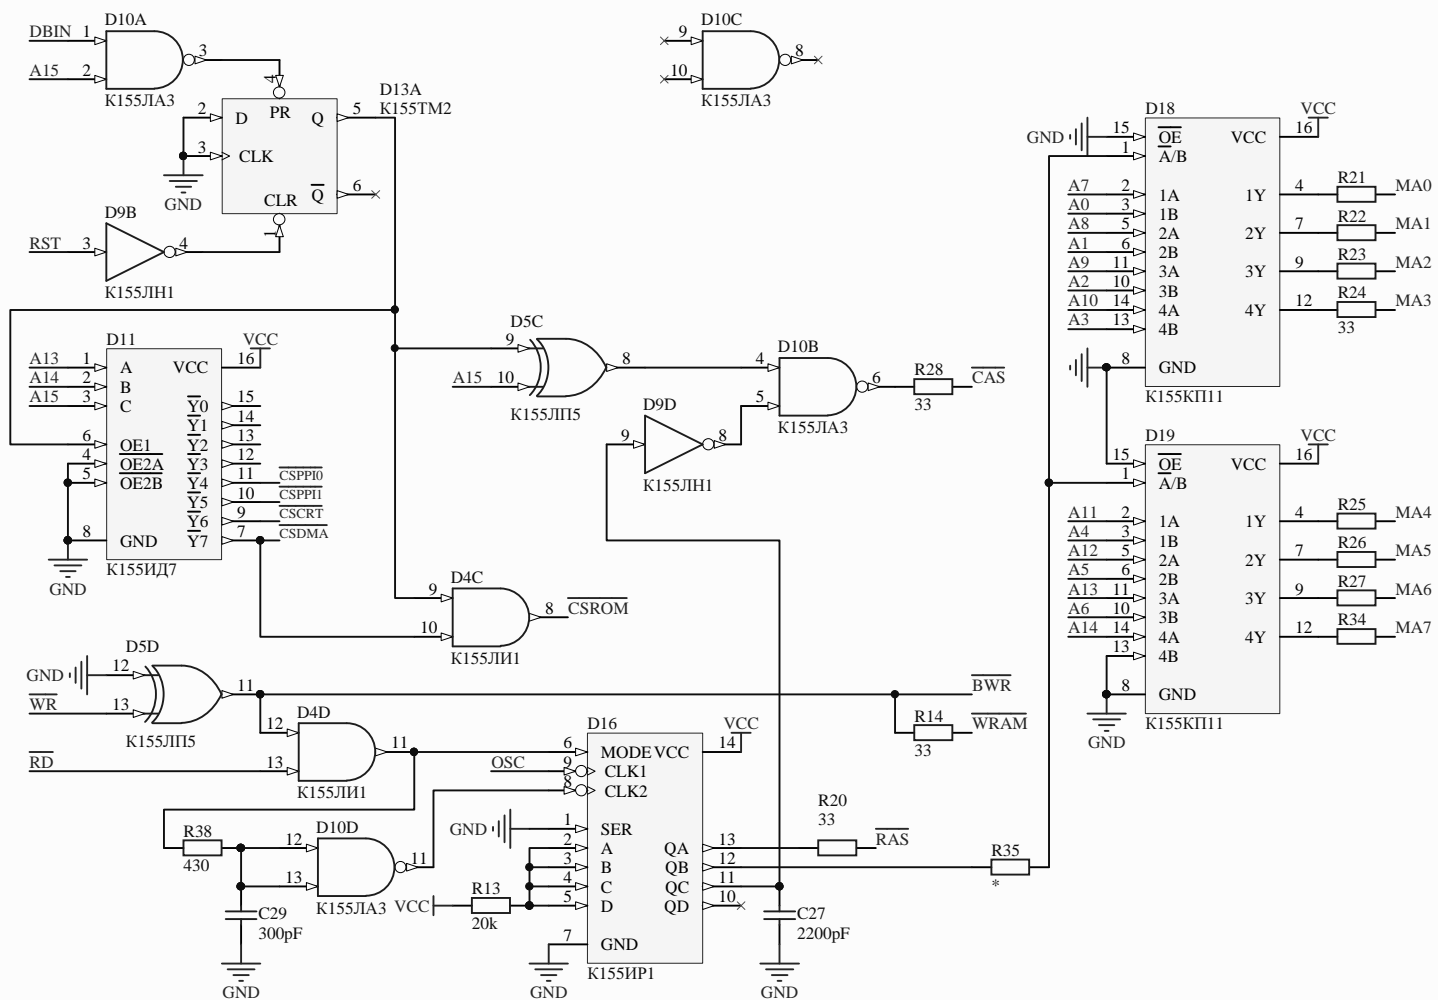 D10A
DBIN 1
A15 2
3
К155ЛА3
4
D13A
К155ТМ2
2 D PR Q 5
3 CLK
Q 6
CLR
GND
1
D9B
RST 3 4
К155ЛН1
D10C
9
10
8
К155ЛА3
D11
VCC
A13 1 A VCC 16
A14 2 B
A15 3 C
Y0 15
Y1 14
6 OE1 Y2 13
4 OE2A Y3 12
5 OE2B Y4 11 CSPPI0
Y5 10 CSPPI1
Y6 9 CSCRT
8 GND Y7 7 CSDMA
К155ИД7
GND
D5C
9
A15 10
8
К155ЛП5
D10B
4
5
6
К155ЛА3
R28
33
CAS
D9D
9 8
К155ЛН1
D4C
9
10
8 CSROM
К155ЛИ1
D5D
GND 12
WR 13
11
К155ЛП5
BWR
R14
33
WRAM
D4D
12
RD 13
11
К155ЛИ1
R38
430
D10D
12
13
11
К155ЛА3
C29
300pF
GND
D16
VCC
6 MODE VCC 14
OSC 9 CLK1
8 CLK2
GND 1 SER
2 A QA 13
3 B QB 12
4 C QC 11
5 D QD 10
7 GND
К155ИР1
GND
VCC R13
20k
R20
33
RAS
R35
*
C27
2200pF
GND
D18
VCC
GND 15 OE VCC 16
1 A/B
A7 2 1A 1Y 4 R21 MA0
A0 3 1B
A8 5 2A 2Y 7 R22 MA1
A1 6 2B
A9 11 3A 3Y 9 R23 MA2
A2 10 3B
A10 14 4A 4Y 12 R24 MA3
33
A3 13 4B
8 GND
К155КП11
D19
VCC
15 OE VCC 16
1 A/B
A11 2 1A 1Y 4 R25 MA4
A4 3 1B
A12 5 2A 2Y 7 R26 MA5
A5 6 2B
A13 11 3A 3Y 9 R27 MA6
A6 10 3B
A14 14 4A 4Y 12 R34 MA7
13 4B
8 GND
К155КП11
GND